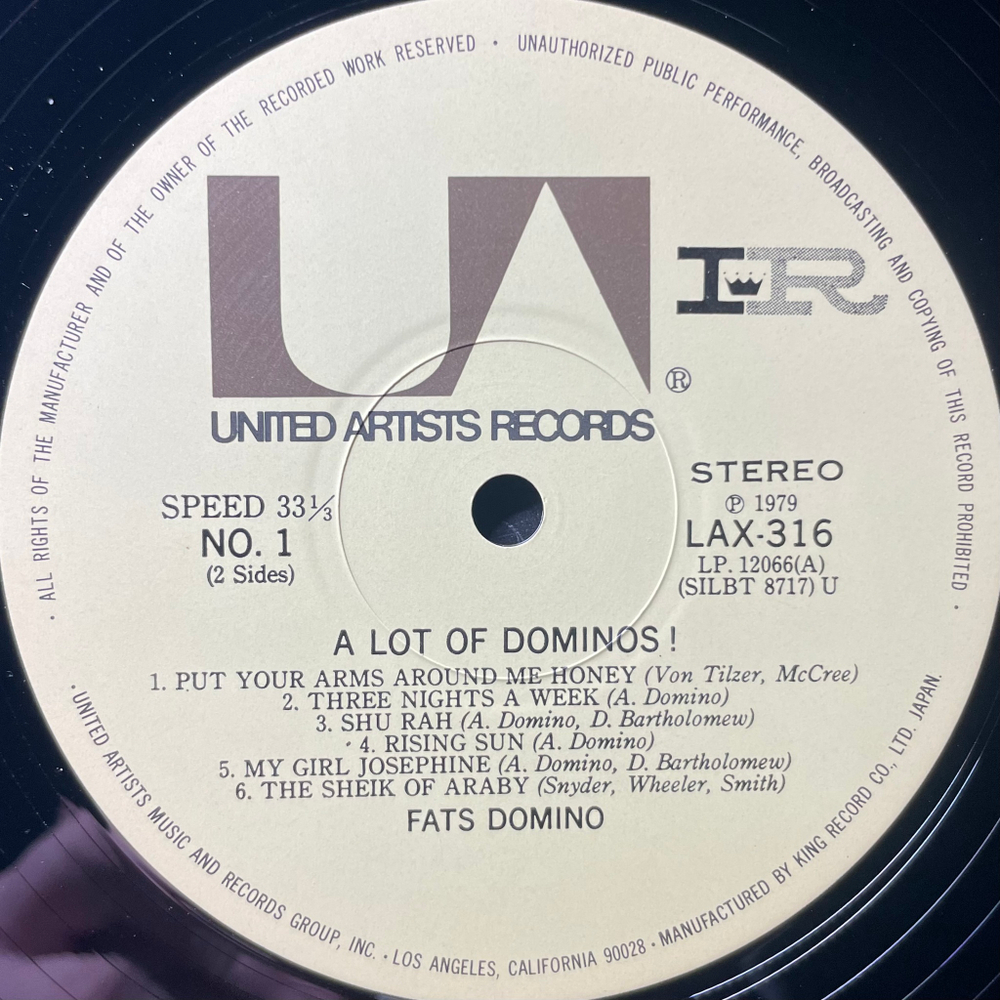 · ALL RIGHTS OF THE MANUFACTURER AND OF THE OWNER OF THE RECORDED WORK RESERVED · UNAUTHORIZED PUBLIC PERFORMANCE, BROADCASTING AND COPYING OF THIS RECORD PROHIBITED ·
UA
IR
®
UNITED ARTISTS RECORDS
STEREO
SPEED 33⅓
℗ 1979
NO. 1
LAX-316
(2 Sides)
LP. 12066(A)
(SILBT 8717) U
A LOT OF DOMINOS!
1. PUT YOUR ARMS AROUND ME HONEY (Von Tilzer, McCree)
2. THREE NIGHTS A WEEK (A. Domino)
3. SHU RAH (A. Domino, D. Bartholomew)
4. RISING SUN (A. Domino)
5. MY GIRL JOSEPHINE (A. Domino, D. Bartholomew)
6. THE SHEIK OF ARABY (Snyder, Wheeler, Smith)
FATS DOMINO
· UNITED ARTISTS MUSIC AND RECORDS GROUP, INC. · LOS ANGELES, CALIFORNIA 90028 · MANUFACTURED BY KING RECORD CO., LTD. JAPAN.